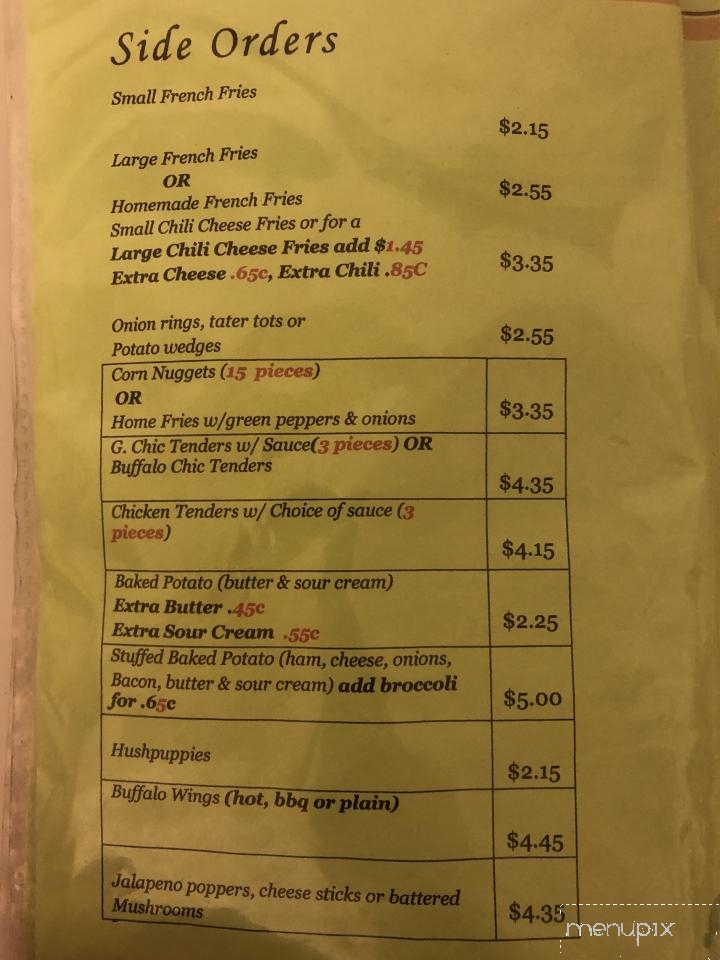 Side Orders
Small French Fries
$2.15
Large French Fries
OR
$2.55
Homemade French Fries
Small Chili Cheese Fries or for a
Large Chili Cheese Fries add $1.45
$3.35
Extra Cheese .65c, Extra Chili .85C
Onion rings, tater tots or
$2.55
Potato wedges
Corn Nuggets (15 pieces)
OR
$3.35
Home Fries w/green peppers & onions
G. Chic Tenders w/ Sauce(3 pieces) OR
Buffalo Chic Tenders
$4.35
Chicken Tenders w/ Choice of sauce (3
pieces)
$4.15
Baked Potato (butter & sour cream)
Extra Butter .45c
$2.25
Extra Sour Cream .55c
Stuffed Baked Potato (ham, cheese, onions,
Bacon, butter & sour cream) add broccoli
for .65c
$5.00
Hushpuppies
$2.15
Buffalo Wings (hot, bbq or plain)
$4.45
Jalapeno poppers, cheese sticks or battered
Mushrooms
$4.35
menupix